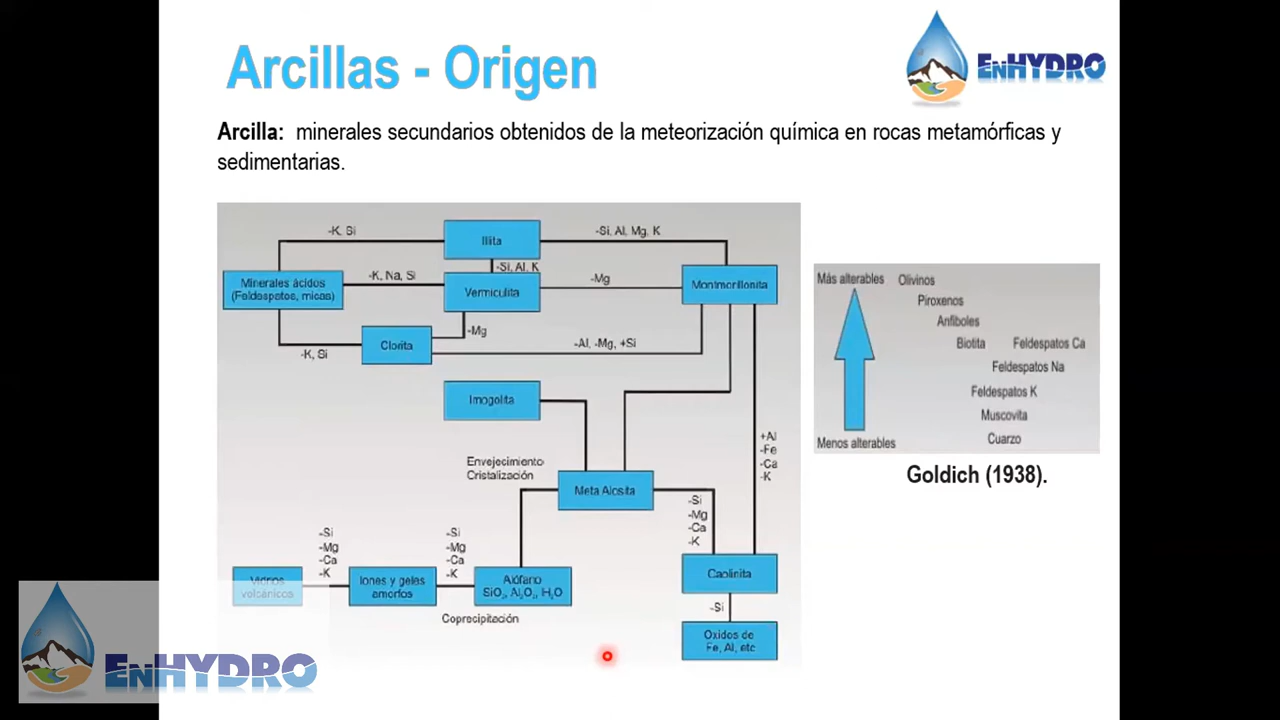 Arcillas - Origen
EnHYDRO
Arcilla: minerales secundarios obtenidos de la meteorización química en rocas metamórficas y
sedimentarias.
-K, Si
Illita
-Si, Al, Mg, K
Minerales ácidos
(Feldespatos, micas)
-K, Na, Si
-Si, Al, K
Vermiculita
-Mg
Montmorillonita
-K, Si
Clorita
-Mg
-Al, -Mg, +Si
Imogolita
Envejecimiento
Cristalización
Meta Alosita
+Al
-Fe
-Ca
-K
-Si
-Mg
-Ca
-K
Vidrios
volcánicos
-Si
-Mg
-Ca
-K
Iones y geles
amorfos
-Si
-Mg
-Ca
-K
Alófano
SiO2, Al2O3, H2O
Coprecipitación
Caolinita
-Si
Oxidos de
Fe, Al, etc
Más alterables
Olivinos
Piroxenos
Anfiboles
Biotita
Feldespatos Ca
Feldespatos Na
Feldespatos K
Muscovita
Cuarzo
Menos alterables
Goldich (1938).
EnHYDRO